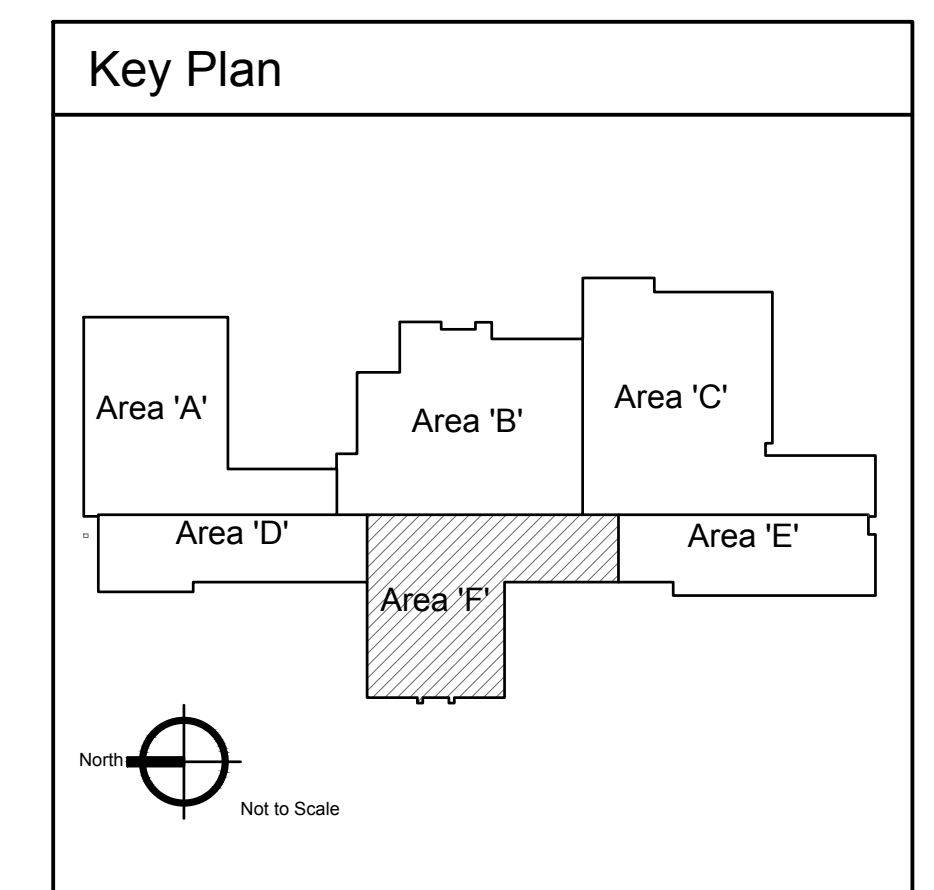 Key Plan
Area 'A'
Area 'B'
Area 'C'
Area 'D'
Area 'E'
Area 'F'
North
Not to Scale